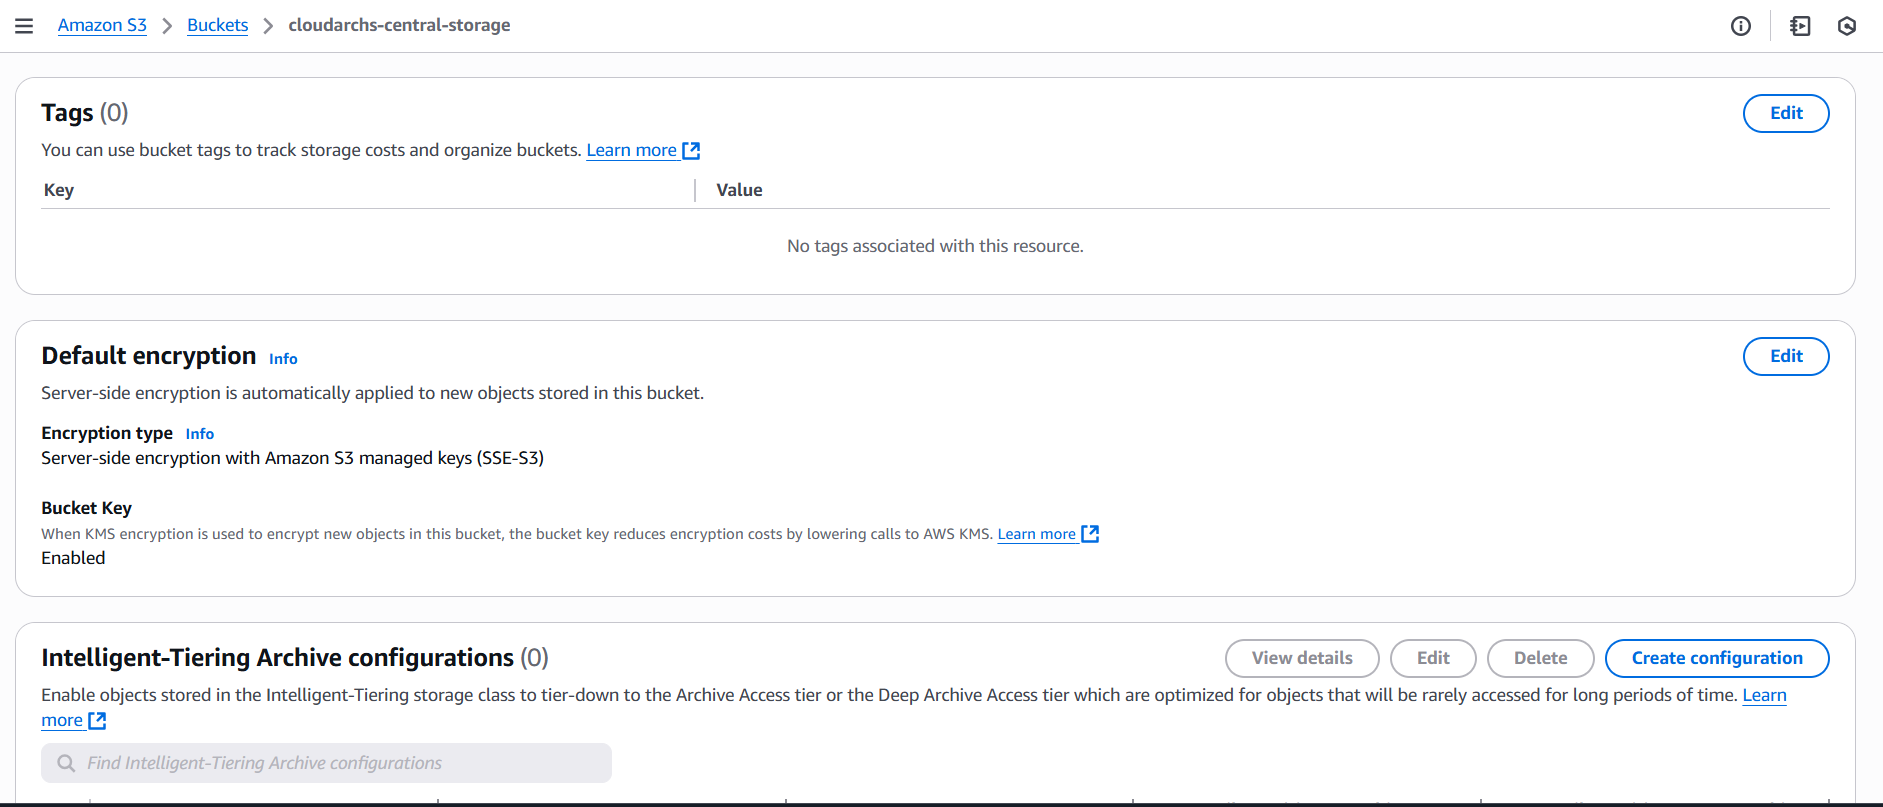 Amazon S3 > Buckets > cloudarchs-central-storage
Tags (0)
Edit
You can use bucket tags to track storage costs and organize buckets. Learn more
Key Value
No tags associated with this resource.
Default encryption Info
Edit
Server-side encryption is automatically applied to new objects stored in this bucket.
Encryption type Info
Server-side encryption with Amazon S3 managed keys (SSE-S3)
Bucket Key
When KMS encryption is used to encrypt new objects in this bucket, the bucket key reduces encryption costs by lowering calls to AWS KMS. Learn more
Enabled
Intelligent-Tiering Archive configurations (0)
View details Edit Delete Create configuration
Enable objects stored in the Intelligent-Tiering storage class to tier-down to the Archive Access tier or the Deep Archive Access tier which are optimized for objects that will be rarely accessed for long periods of time. Learn
more
Find Intelligent-Tiering Archive configurations